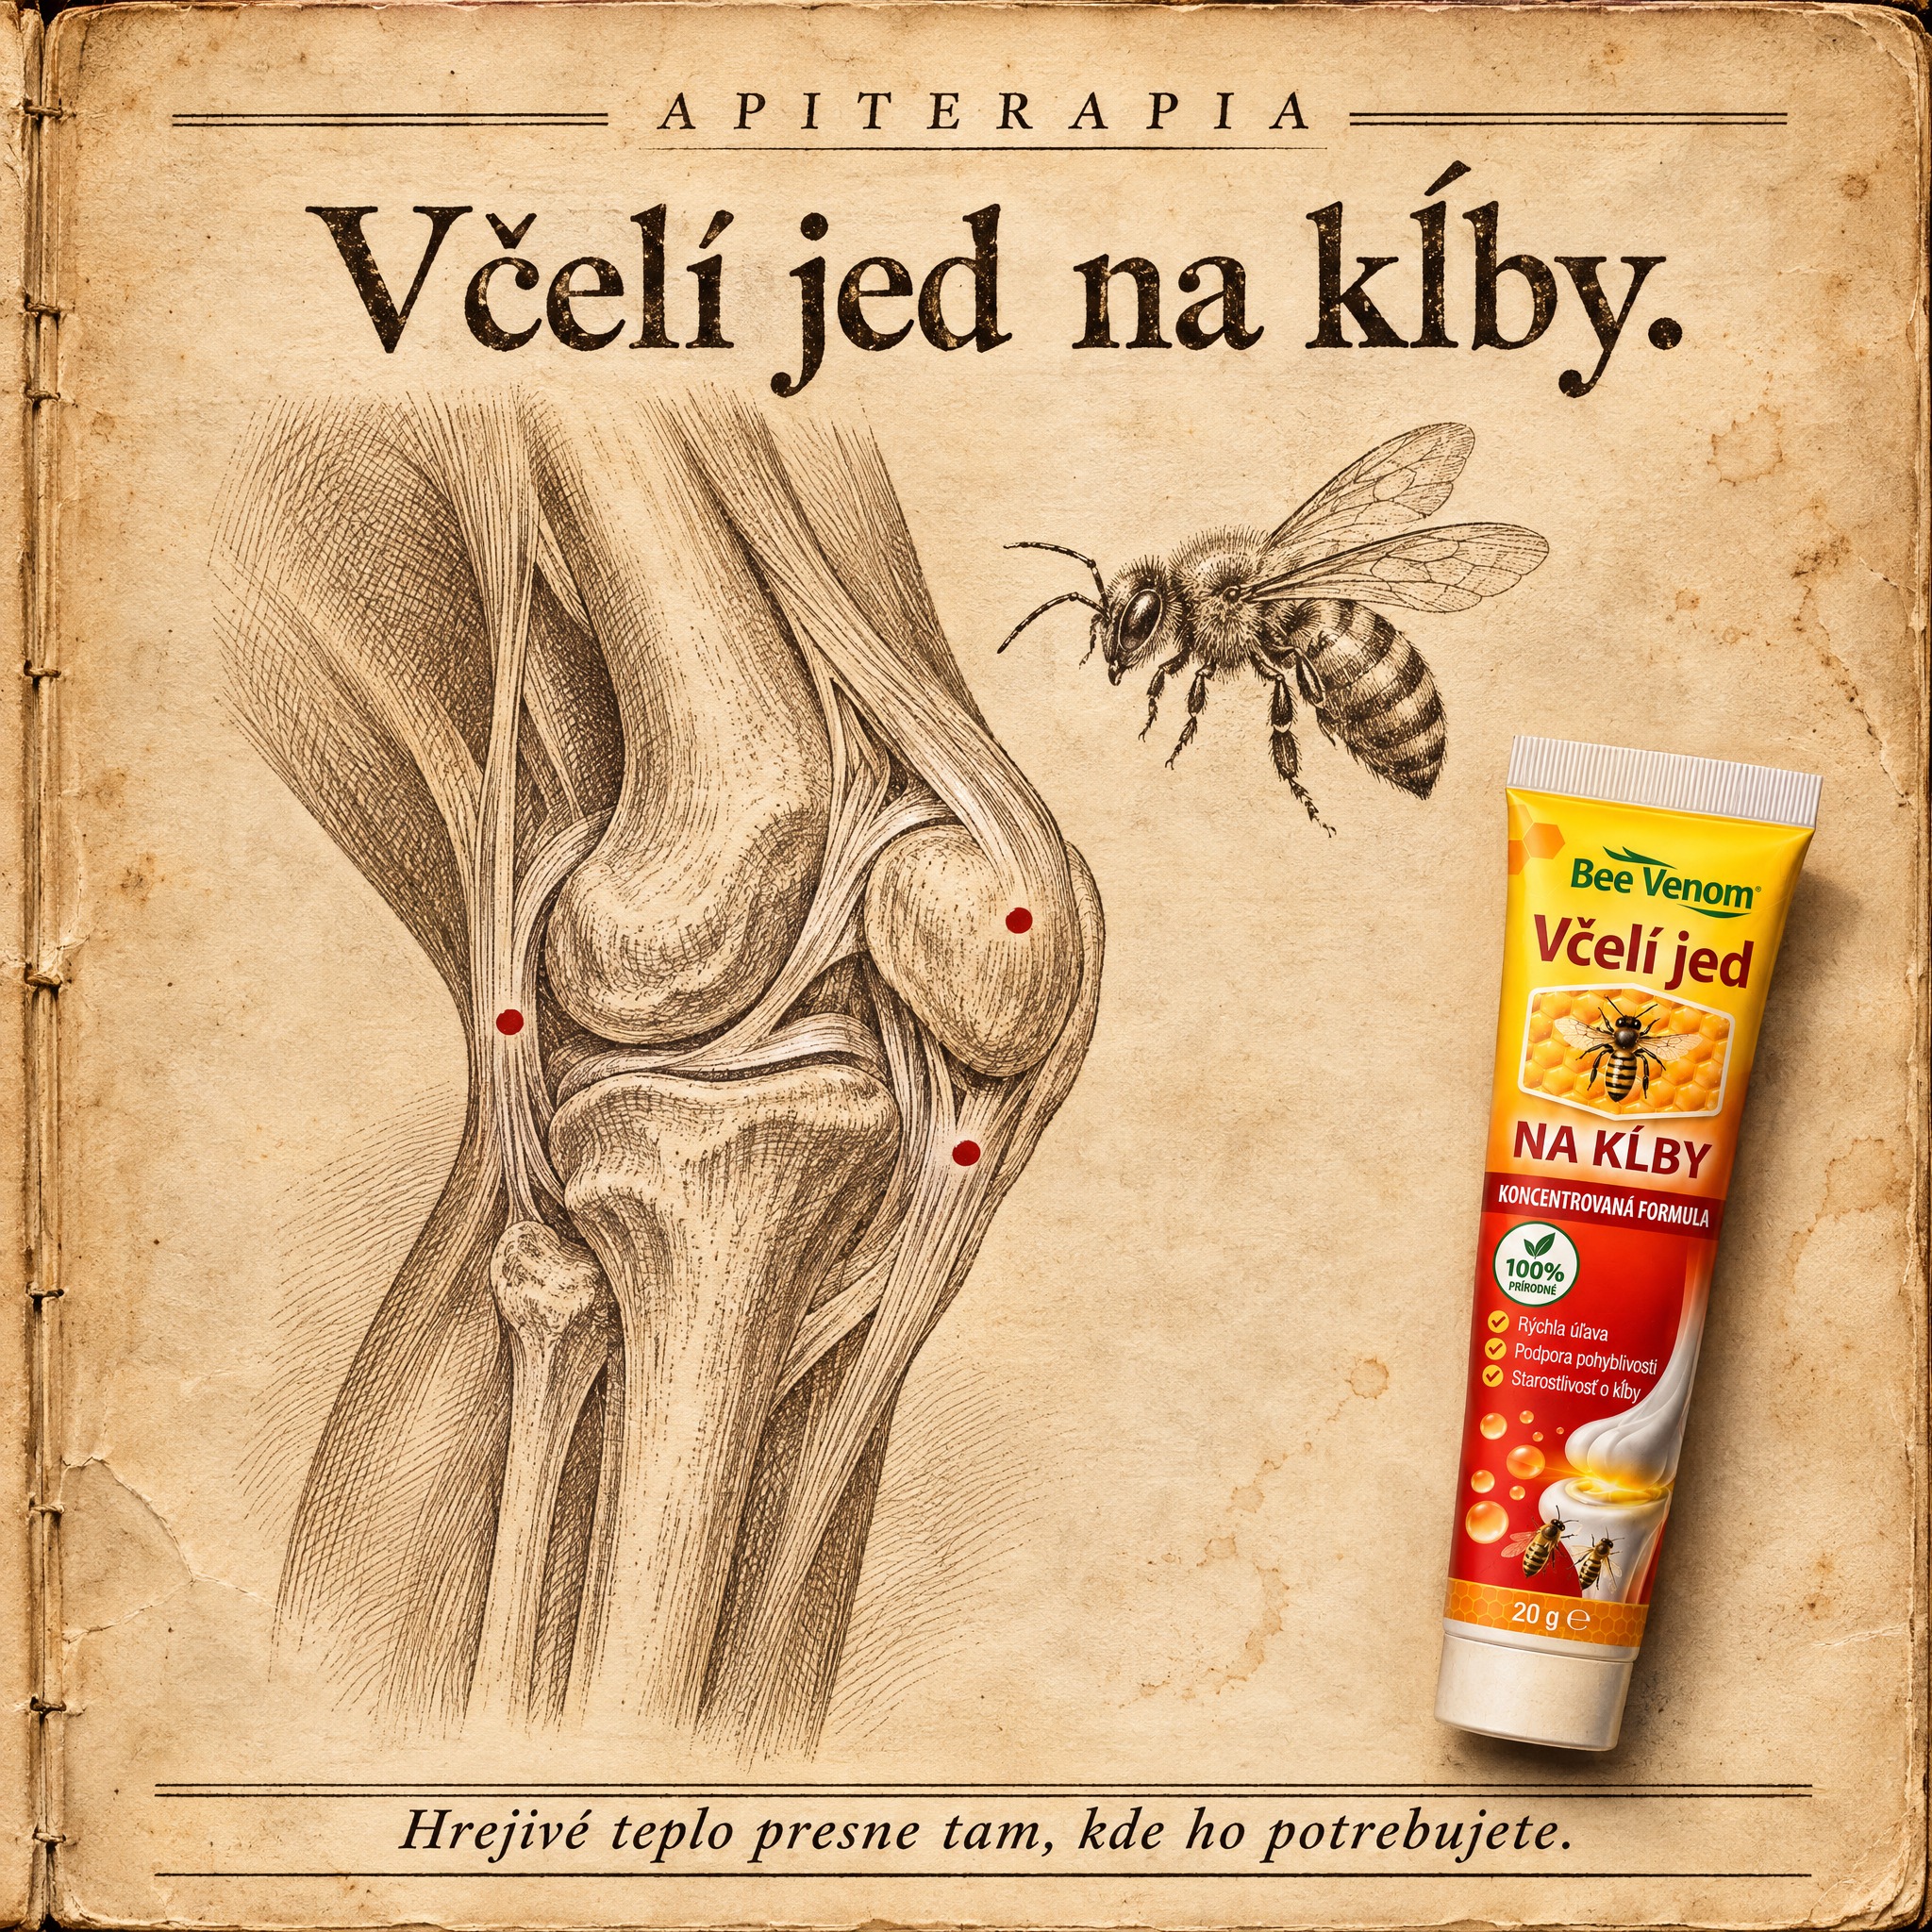 APITERAPIA
Včelí jed na kĺby.
Bee Venom®
Včelí jed
NA KĹBY
KONCENTROVANÁ FORMULA
100%
PRÍRODNÉ
Rýchla úľava
Podpora pohyblivosti
Starostlivosť o kĺby
20 g ℮
Hrejivé teplo presne tam, kde ho potrebujete.